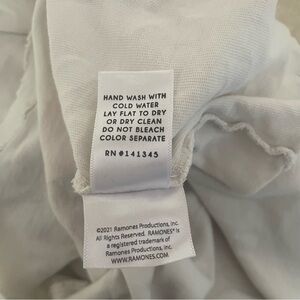 HAND WASH WITH
COLD WATER
LAY FLAT TO DRY
OR DRY CLEAN
DO NOT BLEACH
COLOR SEPARATE
RN #141345
©2021 Ramones Productions, Inc.
All Rights Reserved. RAMONES® is
a registered trademark of
Ramones Productions, Inc.
WWW.RAMONES.COM